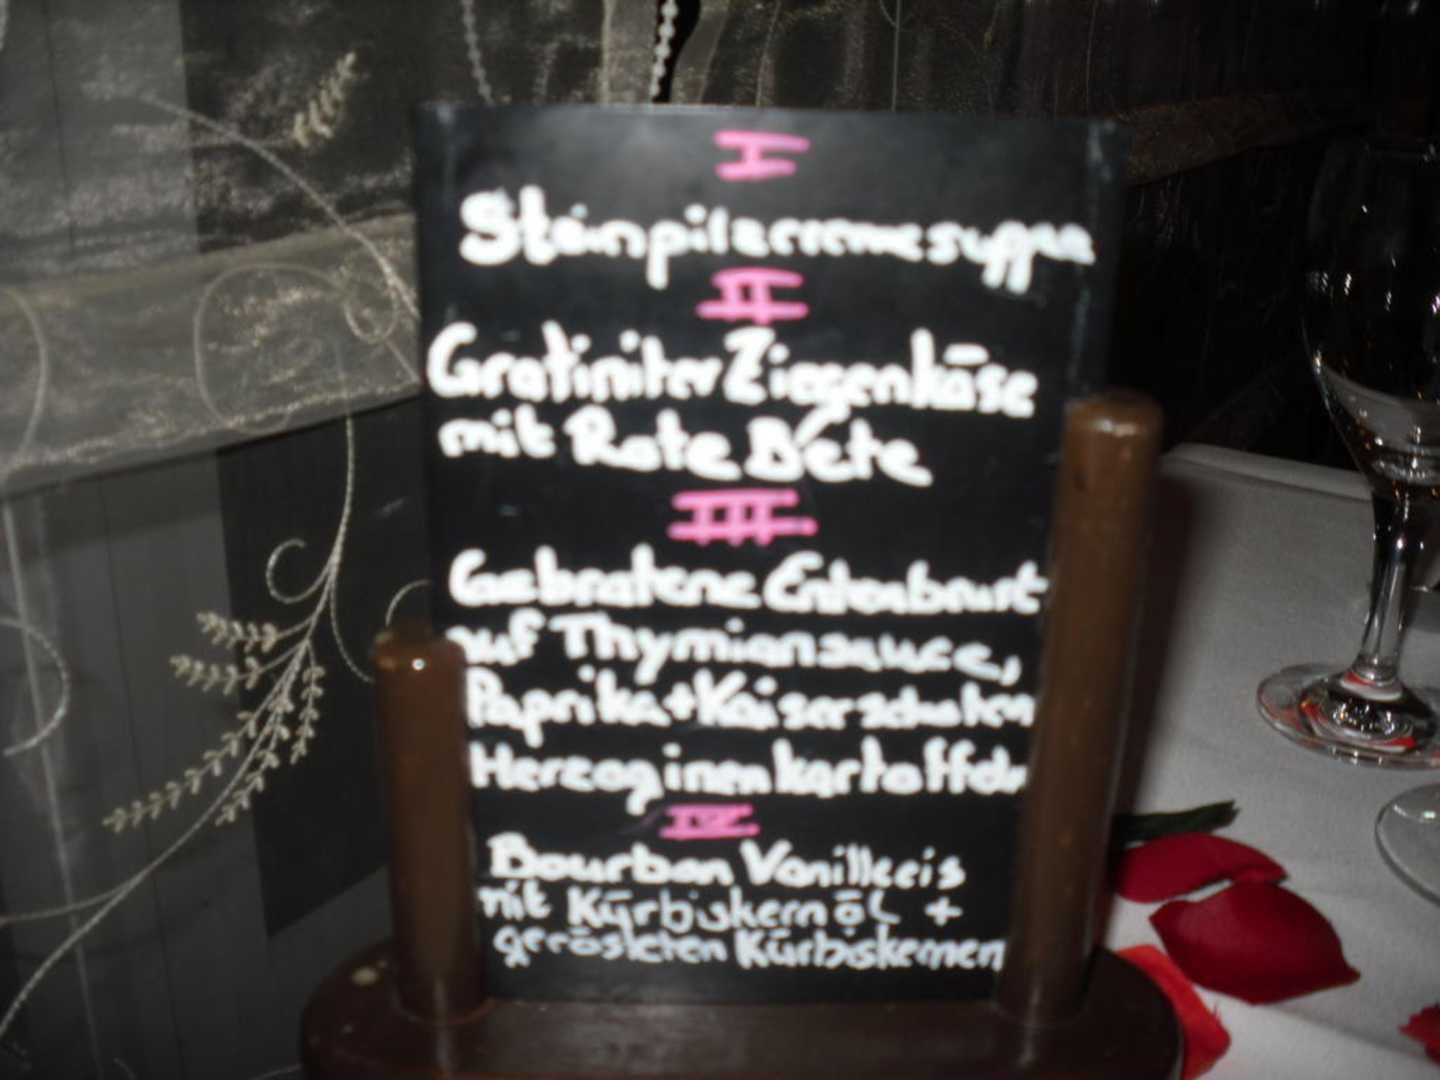 I
Steinpilzcremesuppe
II
Gratinierter Ziegenkäse
mit Rote Bete
III
Gebratene Entenbrust
auf Thymiansauce,
Paprika + Kaiserschoten
Herzoginenkartoffeln
IV
Bourbon Vanilleeis
mit Kürbiskernöl +
gerösteten Kürbiskernen